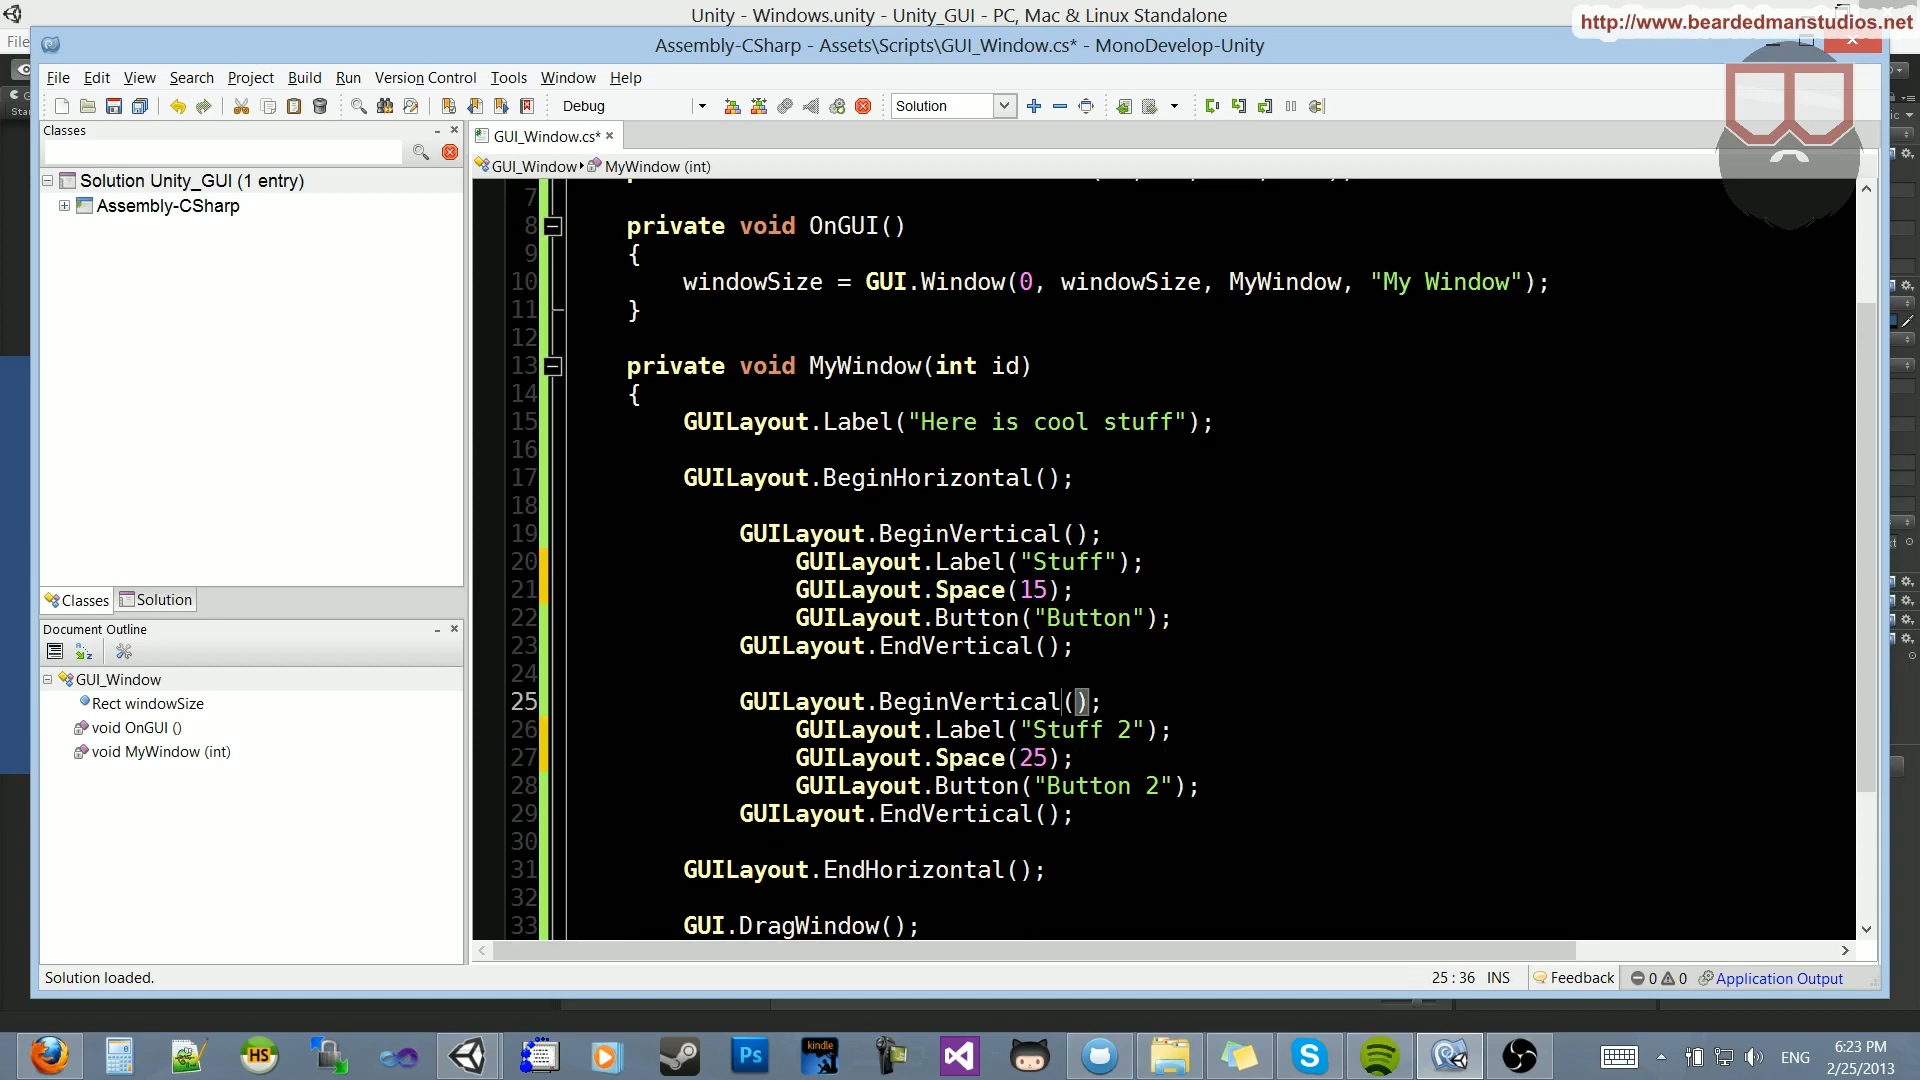 Unity - Windows.unity - Unity_GUI - PC, Mac & Linux Standalone
http://www.beardedmanstudios.net
File
Assembly-CSharp - Assets\Scripts\GUI_Window.cs* - MonoDevelop-Unity
File Edit View Search Project Build Run Version Control Tools Window Help
Debug
Solution
Classes
GUI_Window.cs*
GUI_Window
MyWindow (int)
Solution Unity_GUI (1 entry)
Assembly-CSharp
7
8 private void OnGUI()
9 {
10 windowSize = GUI.Window(0, windowSize, MyWindow, "My Window");
11 }
12
13 private void MyWindow(int id)
14 {
15 GUILayout.Label("Here is cool stuff");
16
17 GUILayout.BeginHorizontal();
18
19 GUILayout.BeginVertical();
20 GUILayout.Label("Stuff");
21 GUILayout.Space(15);
22 GUILayout.Button("Button");
23 GUILayout.EndVertical();
24
25 GUILayout.BeginVertical();
26 GUILayout.Label("Stuff 2");
27 GUILayout.Space(25);
28 GUILayout.Button("Button 2");
29 GUILayout.EndVertical();
30
31 GUILayout.EndHorizontal();
32
33 GUI.DragWindow();
Classes
Solution
Document Outline
GUI_Window
Rect windowSize
void OnGUI ()
void MyWindow (int)
Solution loaded.
25 : 36 INS
Feedback
0 0
Application Output
HS
Ps
kindle
ENG
6:23 PM
2/25/2013